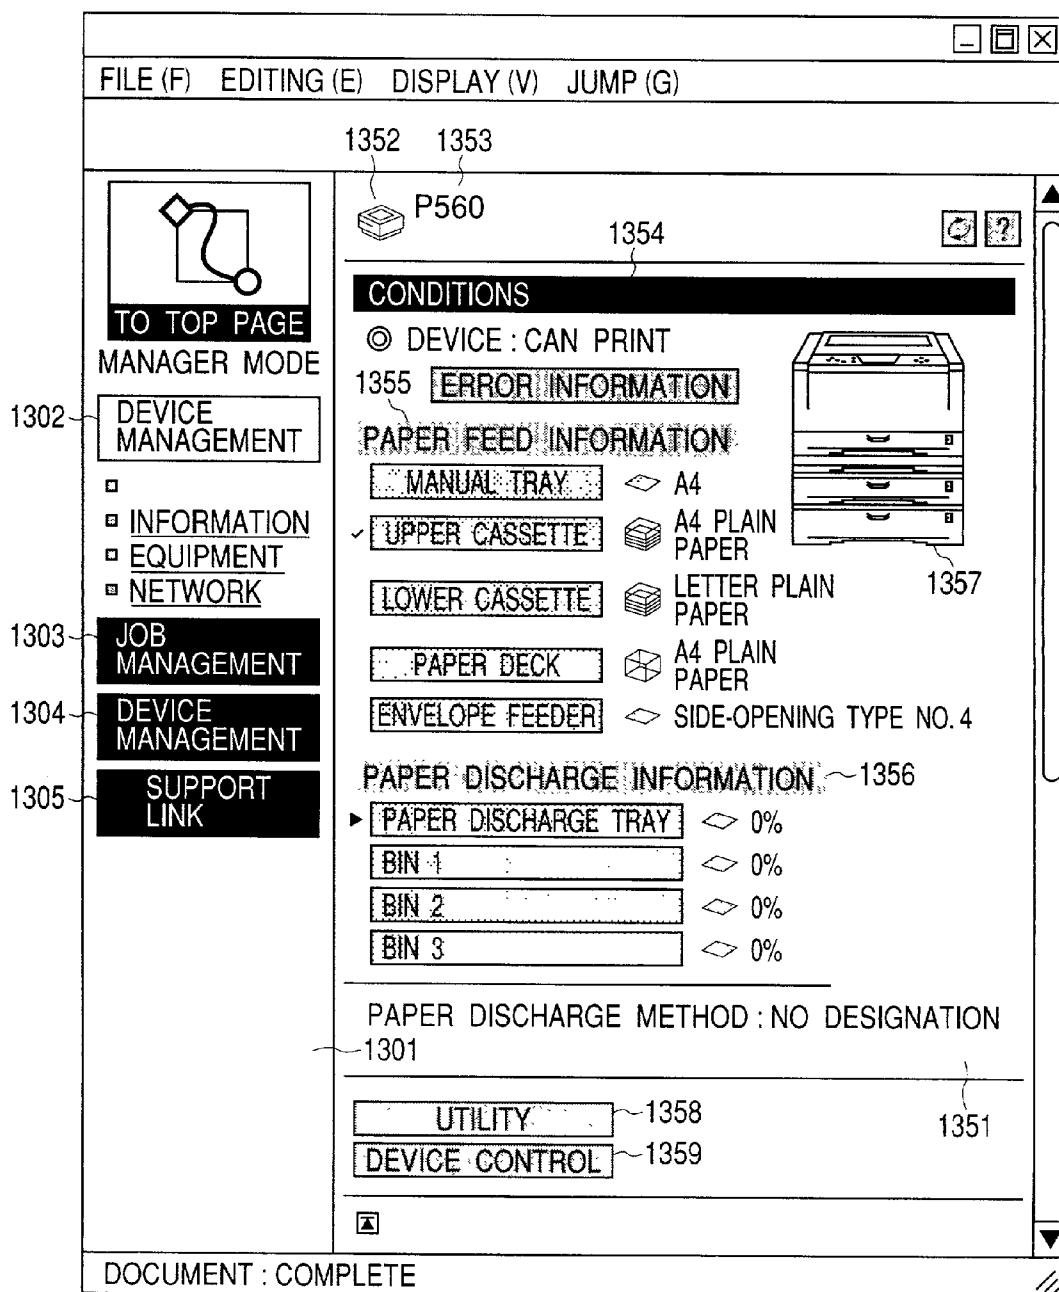 FILE (F) EDITING (E) DISPLAY (V) JUMP (G)
1352 1353
P560
?
1354
TO TOP PAGE
MANAGER MODE
1302
DEVICE
MANAGEMENT
INFORMATION
EQUIPMENT
NETWORK
1303
JOB
MANAGEMENT
1304
DEVICE
MANAGEMENT
1305
SUPPORT
LINK
1301
CONDITIONS
DEVICE : CAN PRINT
1355
ERROR INFORMATION
PAPER FEED INFORMATION
MANUAL TRAY A4
UPPER CASSETTE A4 PLAIN
PAPER
1357
LOWER CASSETTE LETTER PLAIN
PAPER
PAPER DECK A4 PLAIN
PAPER
ENVELOPE FEEDER SIDE-OPENING TYPE NO. 4
PAPER DISCHARGE INFORMATION 1356
PAPER DISCHARGE TRAY 0%
BIN 1 0%
BIN 2 0%
BIN 3 0%
PAPER DISCHARGE METHOD : NO DESIGNATION
1351
UTILITY 1358
DEVICE CONTROL 1359
DOCUMENT : COMPLETE